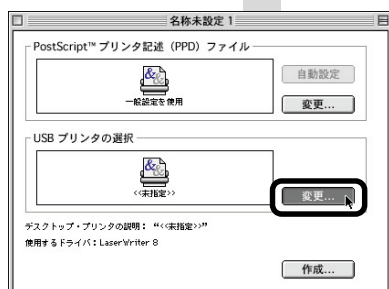 名称未設定 1
PostScript™ プリンタ記述（PPD）ファイル
自動設定
一般設定を使用
変更...
USB プリンタの選択
<<未指定>>
変更...
デスクトップ・プリンタの説明： “<<未指定>>”
使用するドライバ：LaserWriter 8
作成...